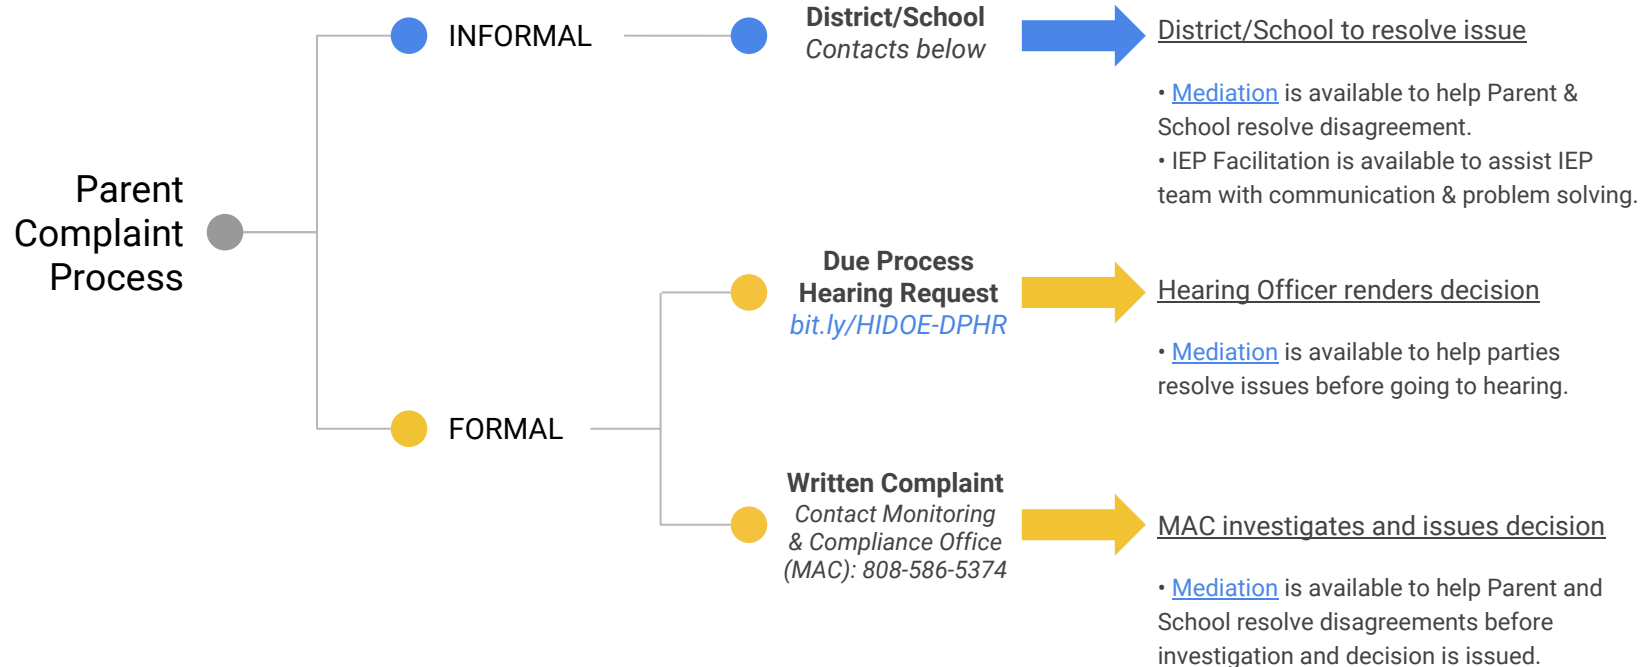 Parent
Complaint
Process
INFORMAL
District/School
Contacts below
District/School to resolve issue
• Mediation is available to help Parent &
School resolve disagreement.
• IEP Facilitation is available to assist IEP
team with communication & problem solving.
FORMAL
Due Process
Hearing Request
bit.ly/HIDOE-DPHR
Hearing Officer renders decision
• Mediation is available to help parties
resolve issues before going to hearing.
Written Complaint
Contact Monitoring
& Compliance Office
(MAC): 808-586-5374
MAC investigates and issues decision
• Mediation is available to help Parent and
School resolve disagreements before
investigation and decision is issued.